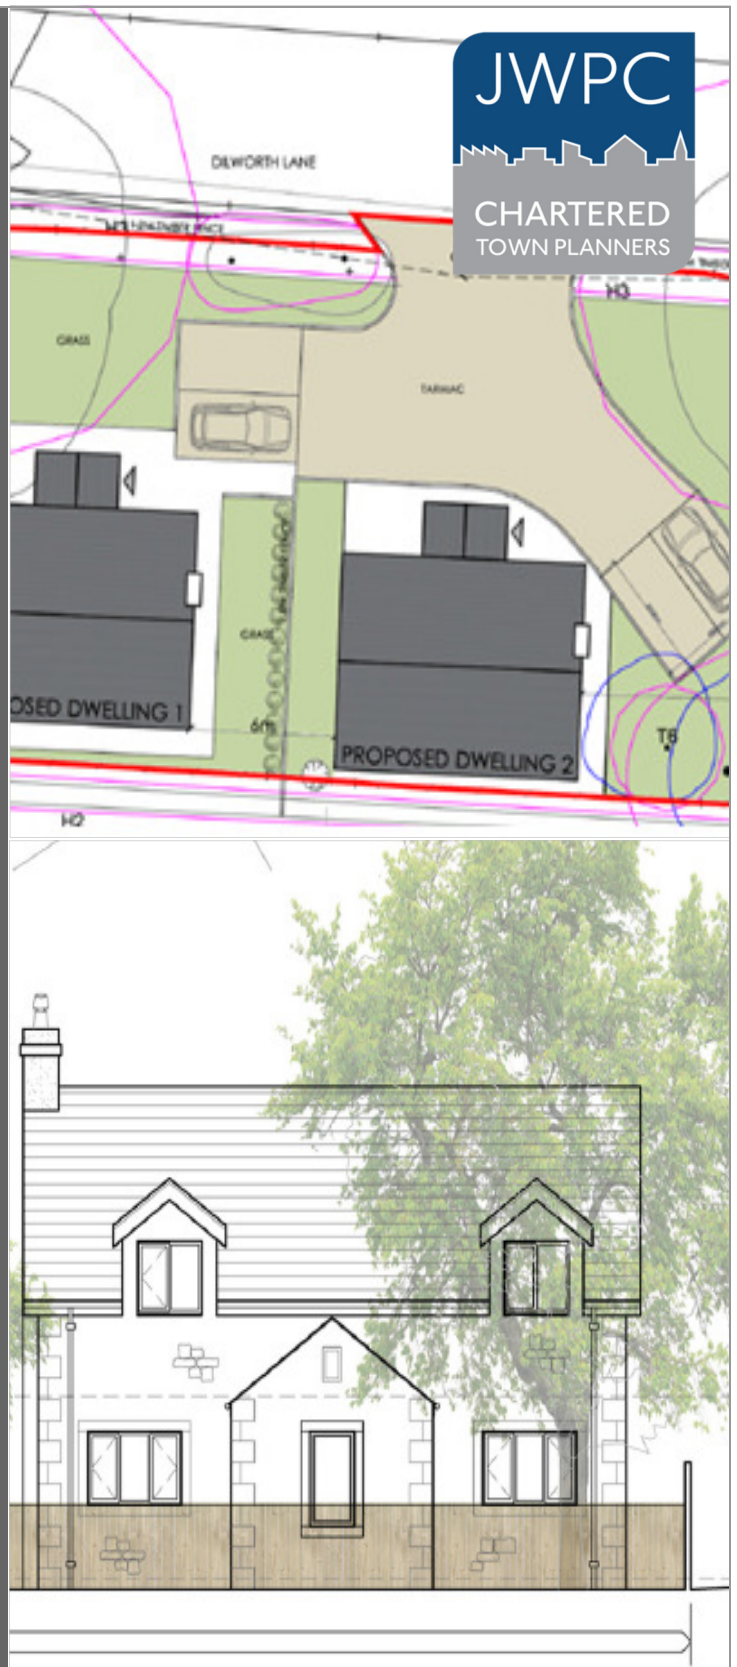 JWPC
CHARTERED
TOWN PLANNERS
DILWORTH LANE
H3
GRASS
TARMAC
GRASS
OSED DWELLING 1
6m
PROPOSED DWELLING 2
T8
H2